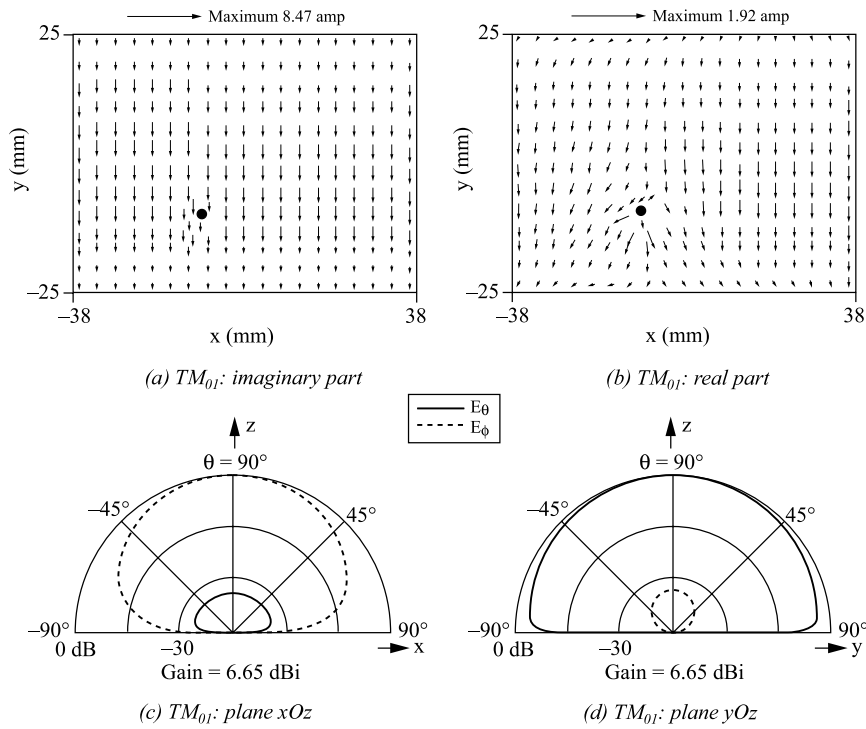 Maximum 8.47 amp
25
y (mm)
–25
–38
38
x (mm)
(a) TM01: imaginary part
Maximum 1.92 amp
25
y (mm)
–25
–38
38
x (mm)
(b) TM01: real part
Eθ
Eϕ
z
θ = 90°
–45°
45°
–90°
90°
x
0 dB
–30
Gain = 6.65 dBi
(c) TM01: plane xOz
z
θ = 90°
–45°
45°
–90°
90°
0 dB
–30
y
Gain = 6.65 dBi
(d) TM01: plane yOz